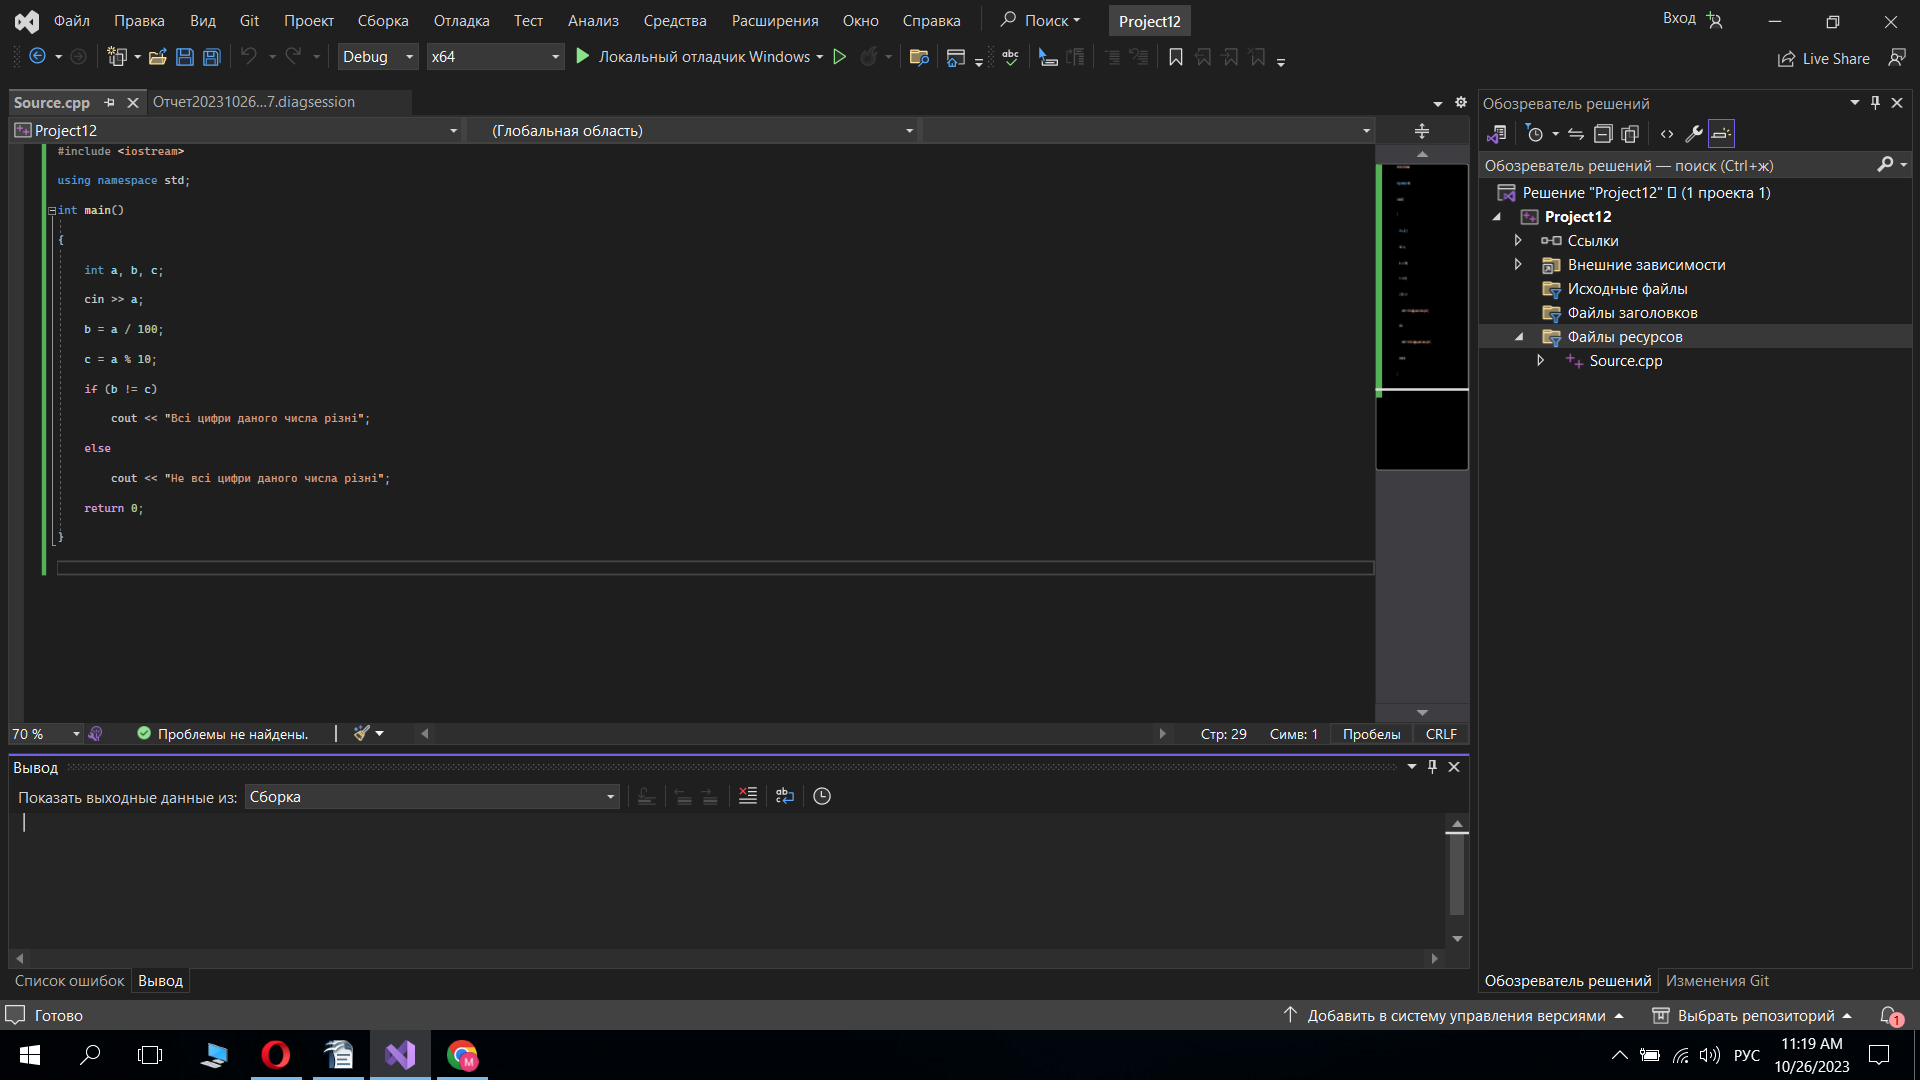 Файл Правка Вид Git Проект Сборка Отладка Тест Анализ Средства Расширения Окно Справка Поиск Project12 Вход
Debug x64 Локальный отладчик Windows Live Share
Source.cpp Отчет20231026...7.diagsession
Project12 (Глобальная область)
#include <iostream>
using namespace std;
int main()
{
int a, b, c;
cin >> a;
b = a / 100;
c = a % 10;
if (b != c)
cout << "Всі цифри даного числа різні";
else
cout << "Не всі цифри даного числа різні";
return 0;
}
70 % Проблемы не найдены. Стр: 29 Симв: 1 Пробелы CRLF
Вывод
Показать выходные данные из: Сборка
Список ошибок Вывод
Обозреватель решений
Обозреватель решений — поиск (Ctrl+ж)
Решение "Project12" (1 проекта 1)
Project12
Ссылки
Внешние зависимости
Исходные файлы
Файлы заголовков
Файлы ресурсов
Source.cpp
Обозреватель решений Изменения Git
Готово Добавить в систему управления версиями Выбрать репозиторий 1
РУС 11:19 AM
10/26/2023